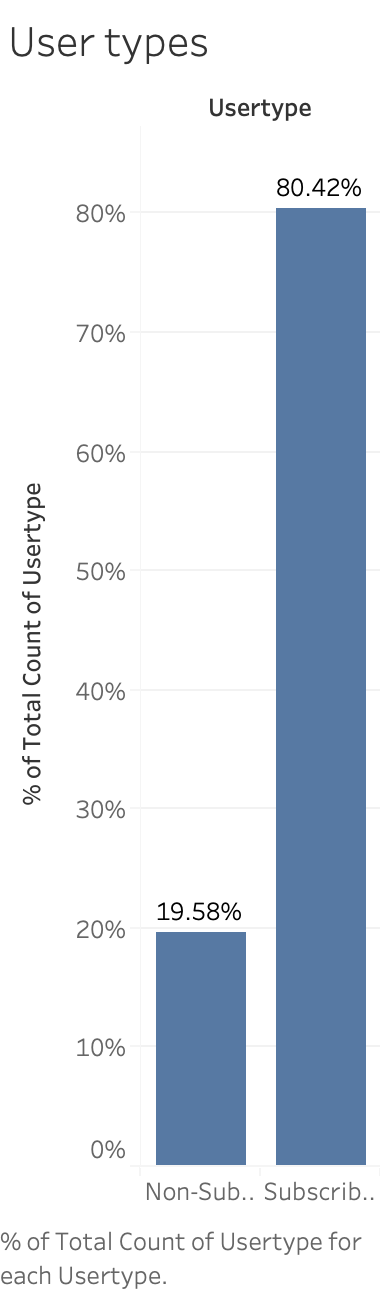 User types
Usertype
80.42%
80%
70%
60%
50%
40%
30%
19.58%
20%
10%
0%
% of Total Count of Usertype
Non-Sub.. Subscrib..
% of Total Count of Usertype for
each Usertype.